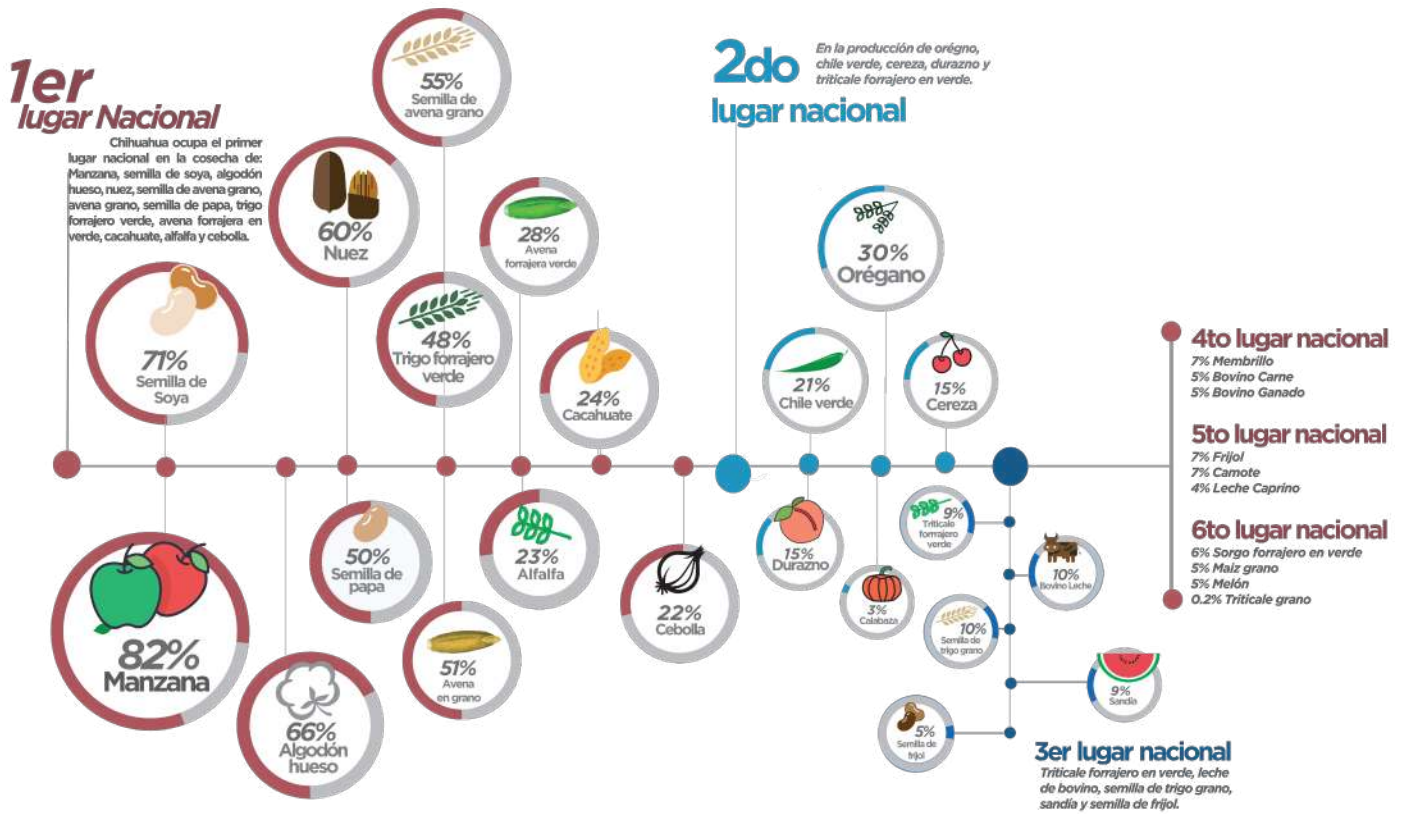 1er
lugar Nacional
Chihuahua ocupa el primer
lugar nacional en la cosecha de:
Manzana, semilla de soya, algodón
hueso, nuez, semilla de avena grano,
avena grano, semilla de papa, trigo
forrajero verde, avena forrajera en
verde, cacahuate, alfalfa y cebolla.
71%
Semilla de
Soya
82%
Manzana
66%
Algodón
hueso
60%
Nuez
50%
Semilla de
papa
55%
Semilla de
avena grano
48%
Trigo forrajero
verde
51%
Avena
en grano
28%
Avena
forrajera verde
23%
Alfalfa
24%
Cacahuate
22%
Cebolla
2do
lugar nacional
En la producción de orégno,
chile verde, cereza, durazno y
triticale forrajero en verde.
21%
Chile verde
15%
Durazno
30%
Orégano
3%
Calabaza
15%
Cereza
9%
Triticale
forrrajero
verde
10%
Bovino Leche
10%
Semilla de
trigo grano
9%
Sandía
5%
Semilla de
frijol
3er lugar nacional
Triticale forrajero en verde, leche
de bovino, semilla de trigo grano,
sandía y semilla de frijol.
4to lugar nacional
7% Membrillo
5% Bovino Carne
5% Bovino Ganado
5to lugar nacional
7% Frijol
7% Camote
4% Leche Caprino
6to lugar nacional
6% Sorgo forrajero en verde
5% Maiz grano
5% Melón
0.2% Triticale grano